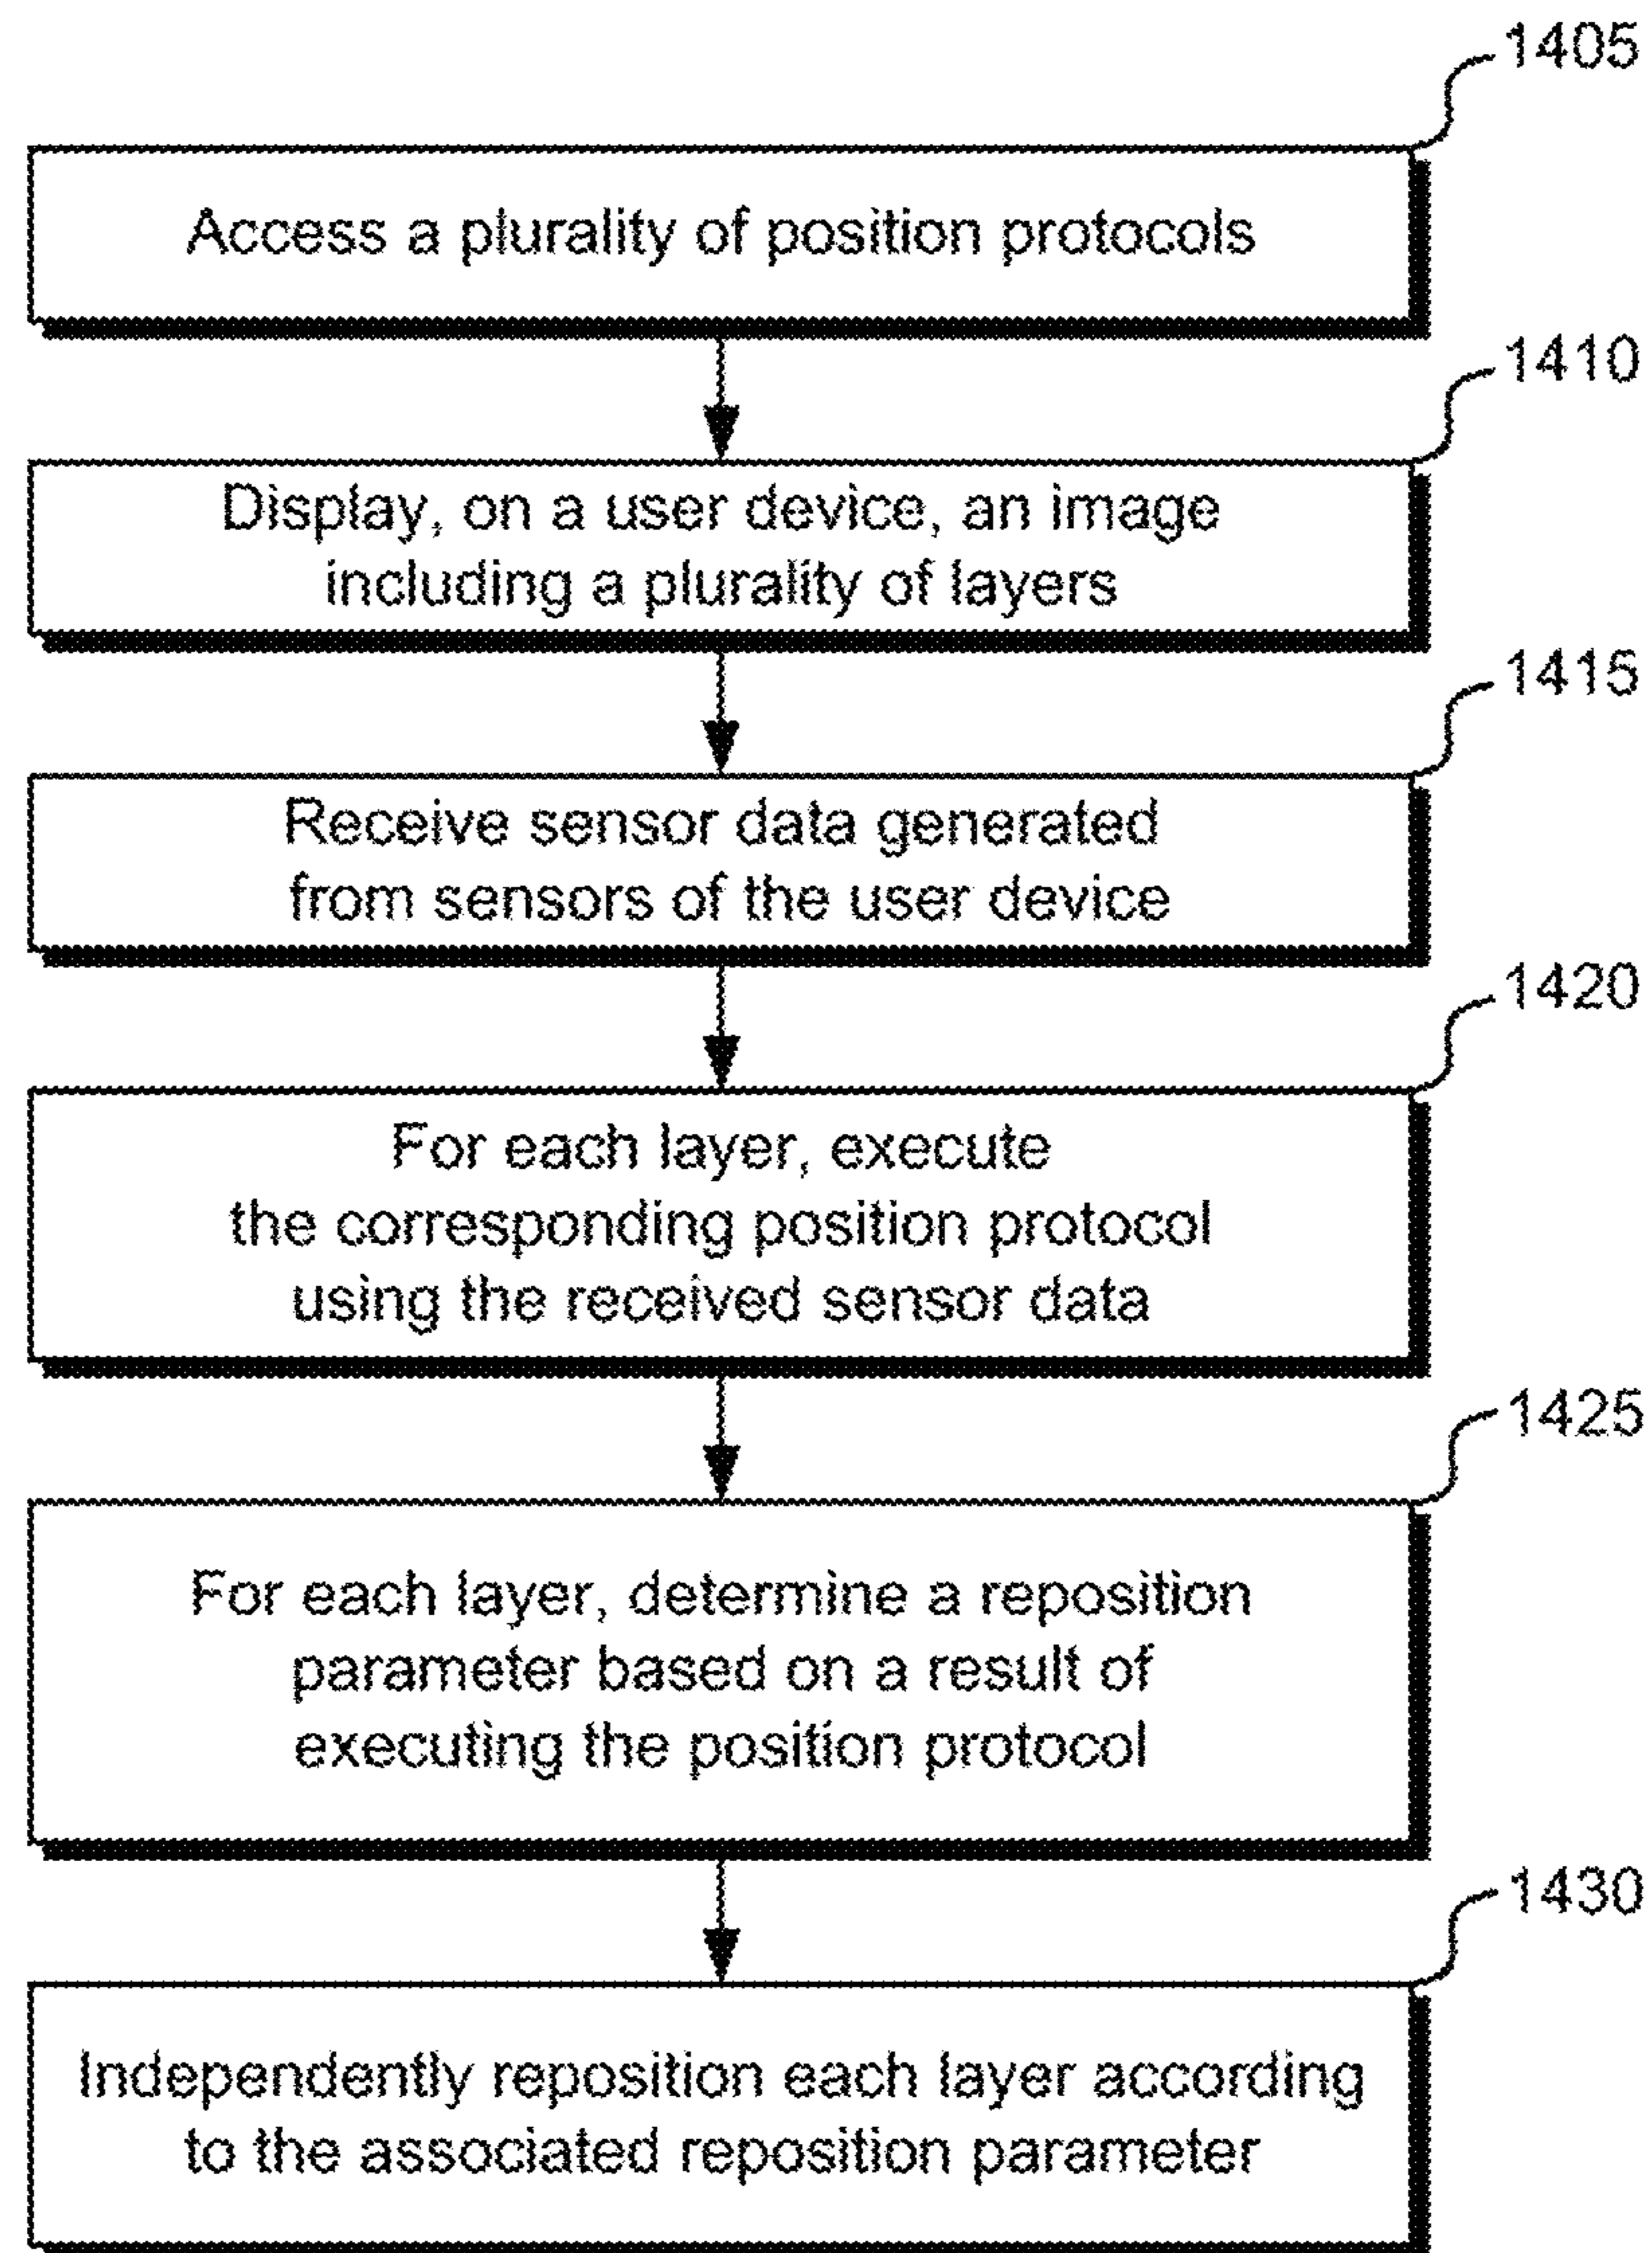 1405
Access a plurality of position protocols
1410
Display, on a user device, an image
including a plurality of layers
1415
Receive sensor data generated
from sensors of the user device
1420
For each layer, execute
the corresponding position protocol
using the received sensor data
1425
For each layer, determine a reposition
parameter based on a result of
executing the position protocol
1430
Independently reposition each layer according
to the associated reposition parameter